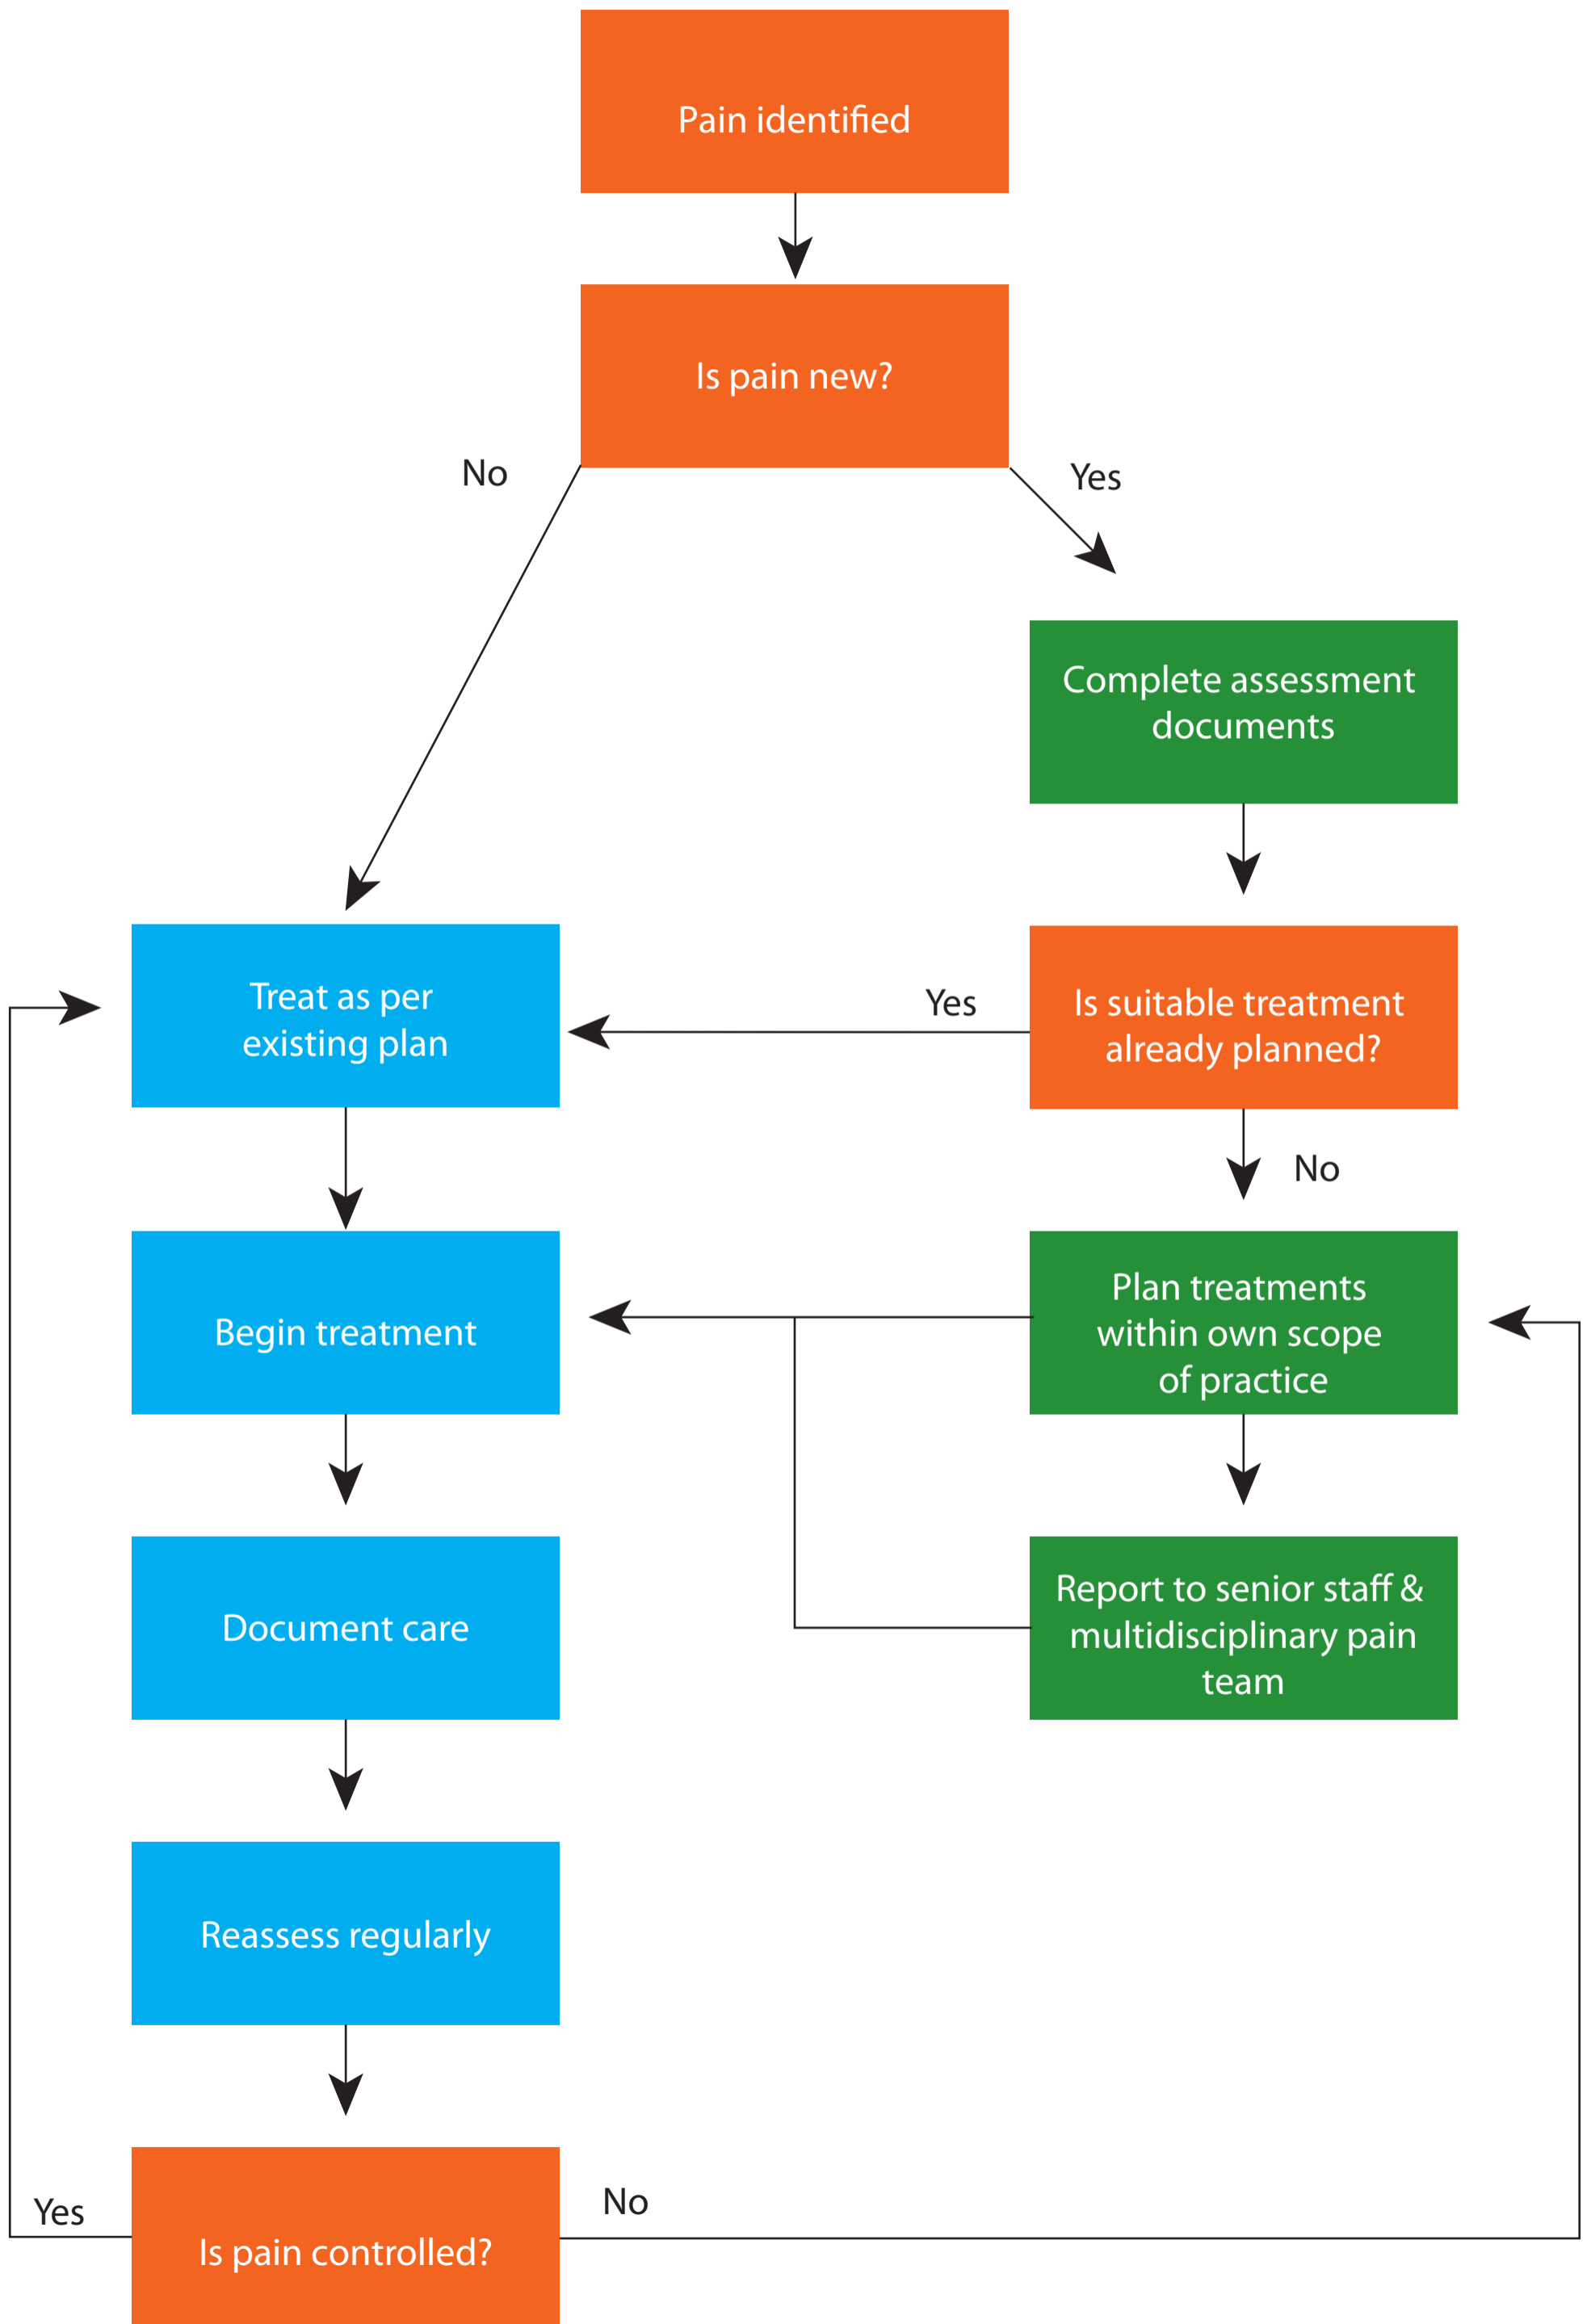 Pain identified
Is pain new?
No
Yes
Complete assessment
documents
Treat as per
existing plan
Yes
Is suitable treatment
already planned?
No
Begin treatment
Plan treatments
within own scope
of practice
Document care
Report to senior staff &
multidisciplinary pain
team
Reassess regularly
Yes
No
Is pain controlled?